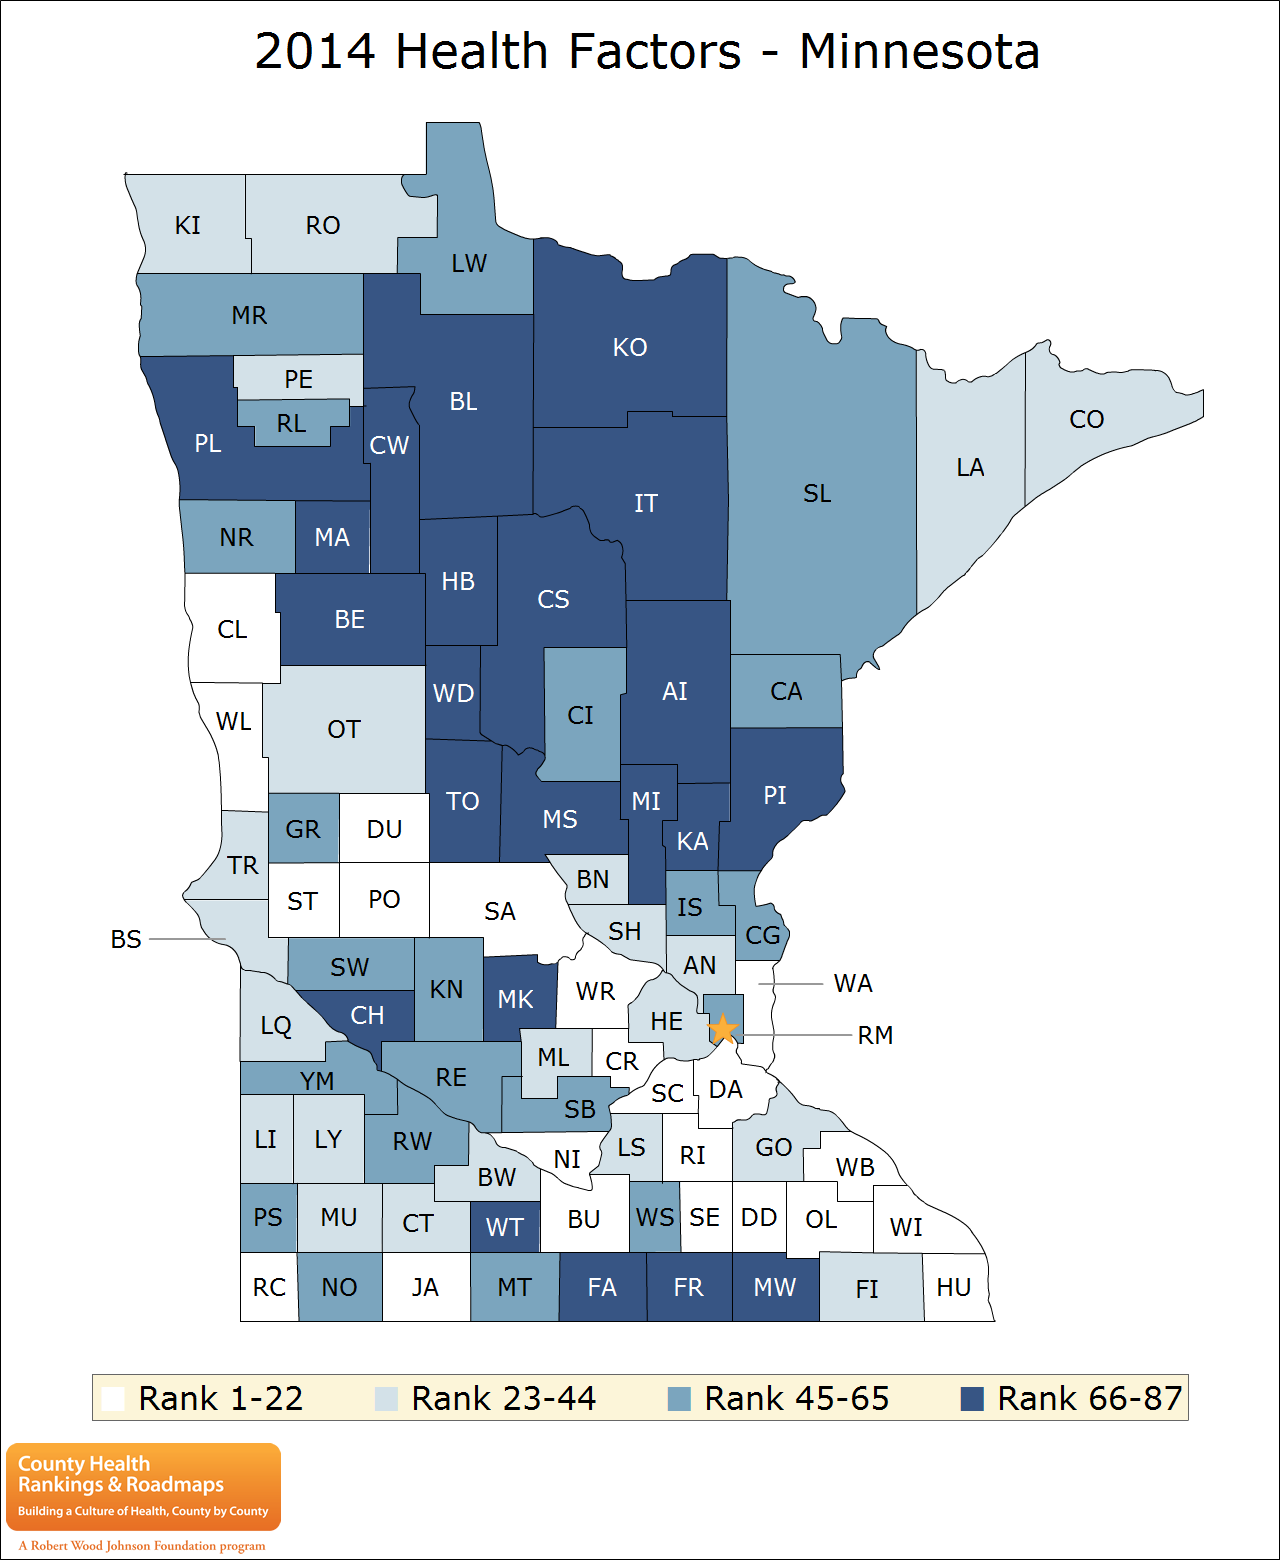 2014 Health Factors - Minnesota
KI
RO
LW
MR
KO
PE
BL
CO
RL
PL
CW
LA
SL
IT
NR
MA
HB
CS
BE
CL
WD
AI
CA
WL
OT
CI
PI
TO
MI
MS
GR
DU
KA
TR
BN
ST
PO
SA
IS
SH
CG
BS
SW
AN
KN
WA
WR
MK
CH
HE
LQ
RM
ML
CR
YM
RE
SC
DA
SB
LI
LY
RW
LS
RI
GO
NI
WB
BW
PS
MU
CT
WT
BU
WS
SE
DD
OL
WI
RC
NO
JA
MT
FA
FR
MW
FI
HU
Rank 1-22 Rank 23-44 Rank 45-65 Rank 66-87
County Health
Rankings & Roadmaps
Building a Culture of Health, County by County
A Robert Wood Johnson Foundation program